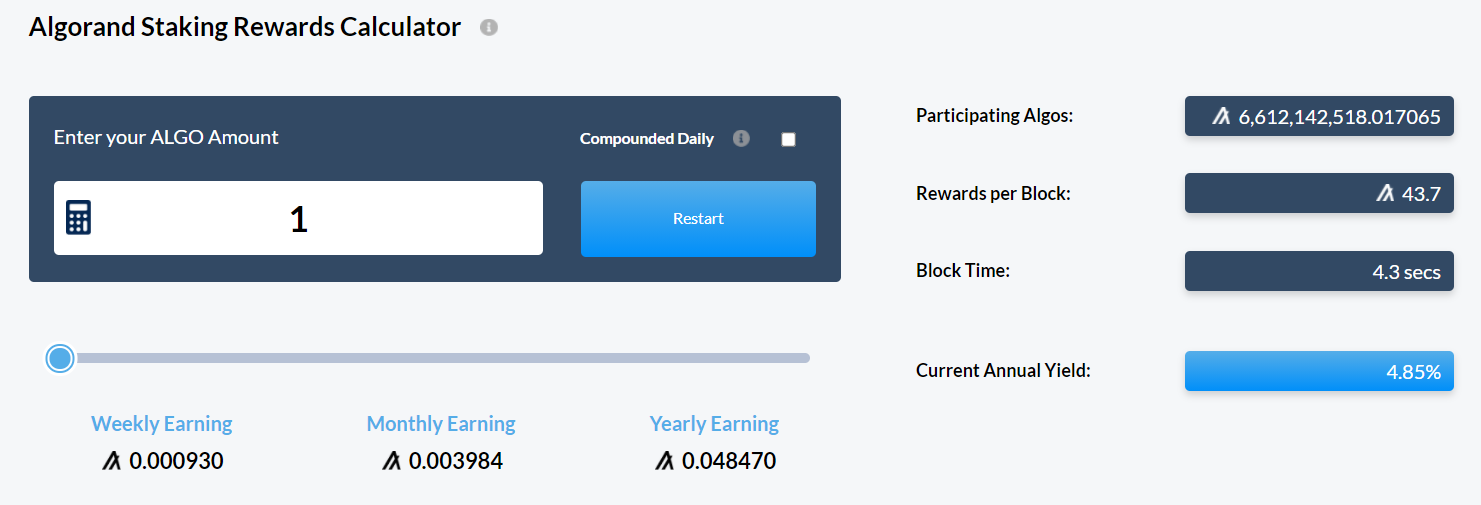 Algorand Staking Rewards Calculator
Enter your ALGO Amount
Compounded Daily
1
Restart
Weekly Earning
Monthly Earning
Yearly Earning
0.000930
0.003984
0.048470
Participating Algos:
6,612,142,518.017065
Rewards per Block:
43.7
Block Time:
4.3 secs
Current Annual Yield:
4.85%